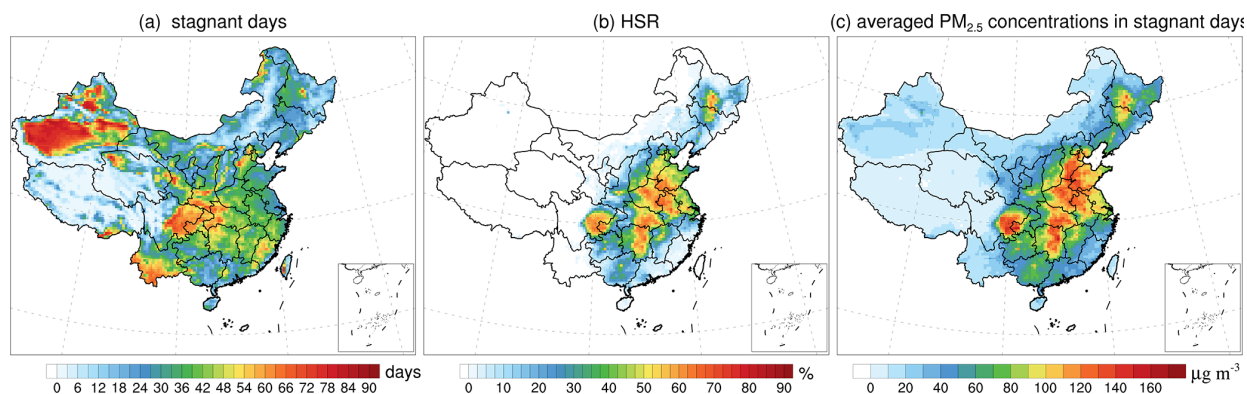 (a) stagnant days
(b) HSR
(c) averaged PM2.5 concentrations in stagnant days
0 6 12 18 24 30 36 42 48 54 60 66 72 78 84 90 days
0 10 20 30 40 50 60 70 80 90 %
0 20 40 60 80 100 120 140 160 μg m-3